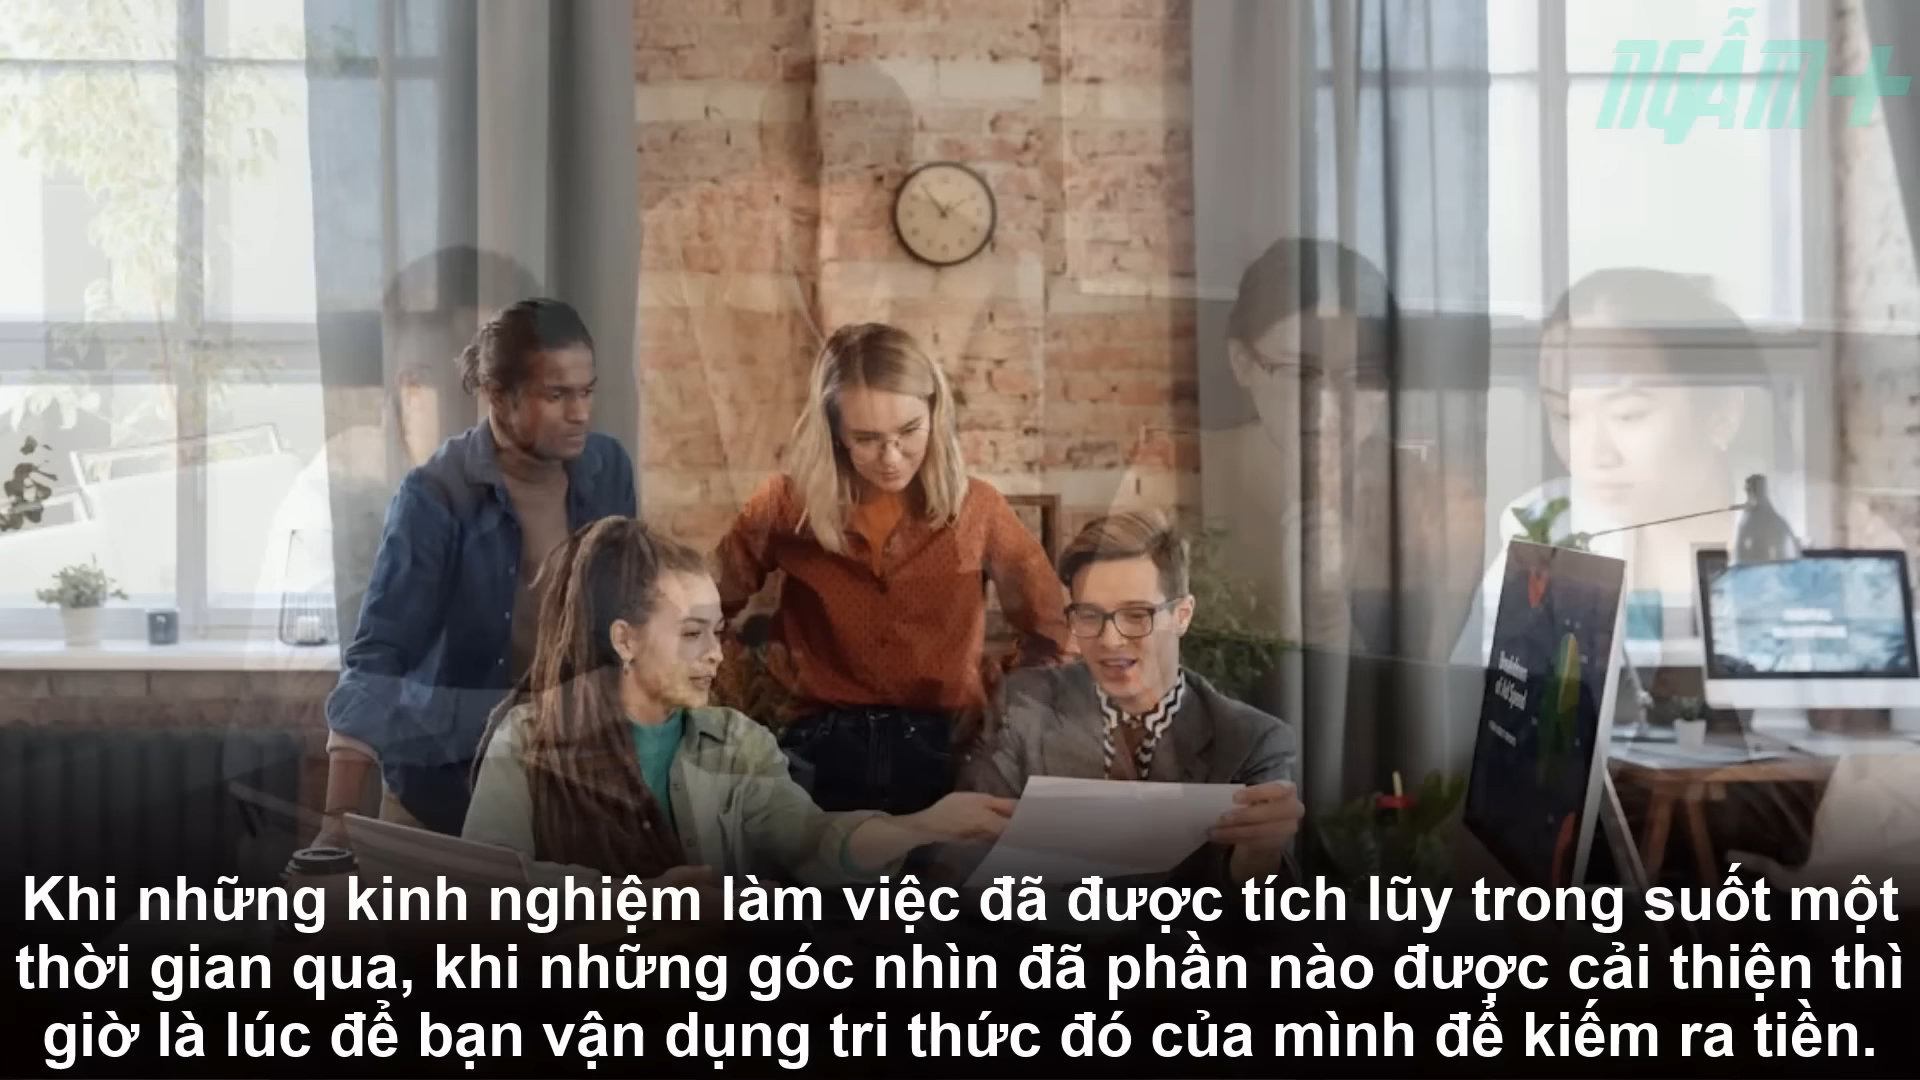 NGẪM+
Khi những kinh nghiệm làm việc đã được tích lũy trong suốt một
thời gian qua, khi những góc nhìn đã phần nào được cải thiện thì
giờ là lúc để bạn vận dụng tri thức đó của mình để kiếm ra tiền.